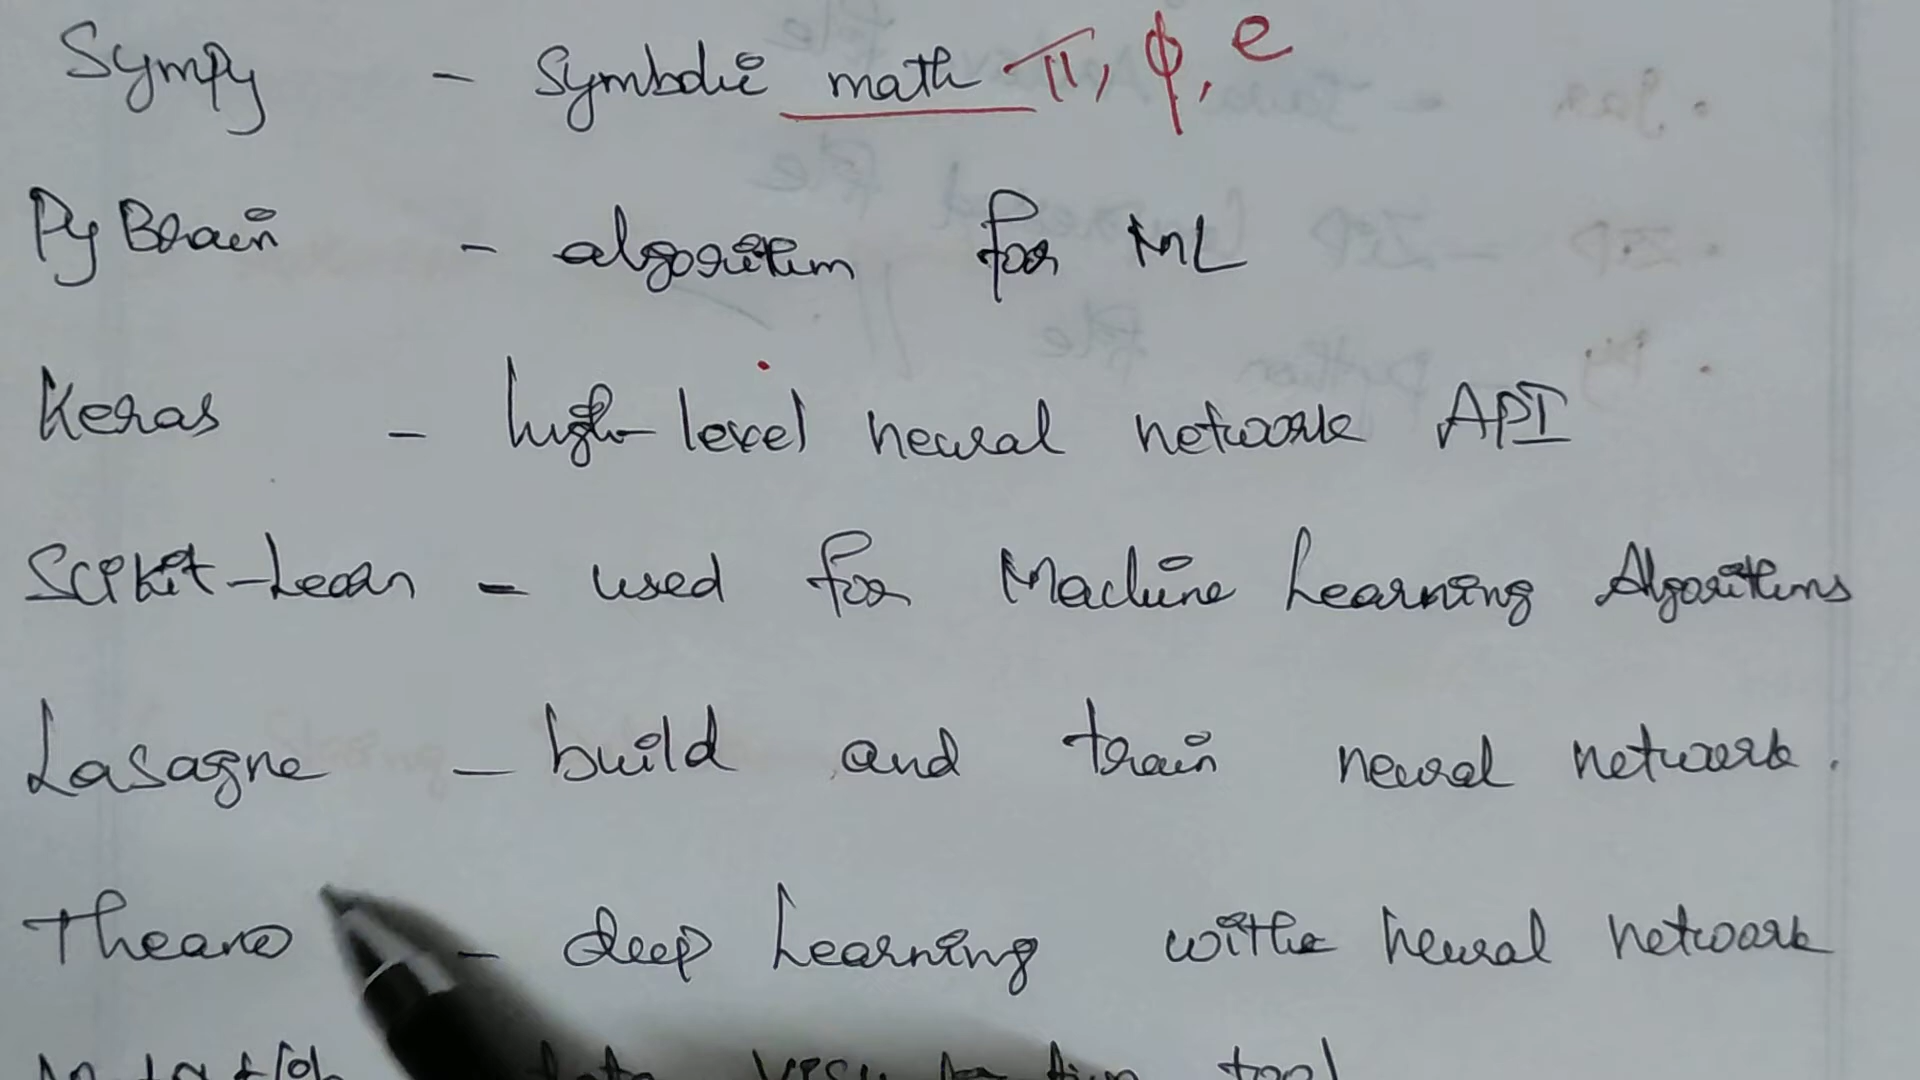 Sympy - Symbolic math π, φ, e
PyBrain - algorithm for ML
Keras - high-level neural network API
Scikit-Learn - used for Machine Learning Algorithms
Lasagne - build and train neural network.
Theano - deep Learning with neural network
tool